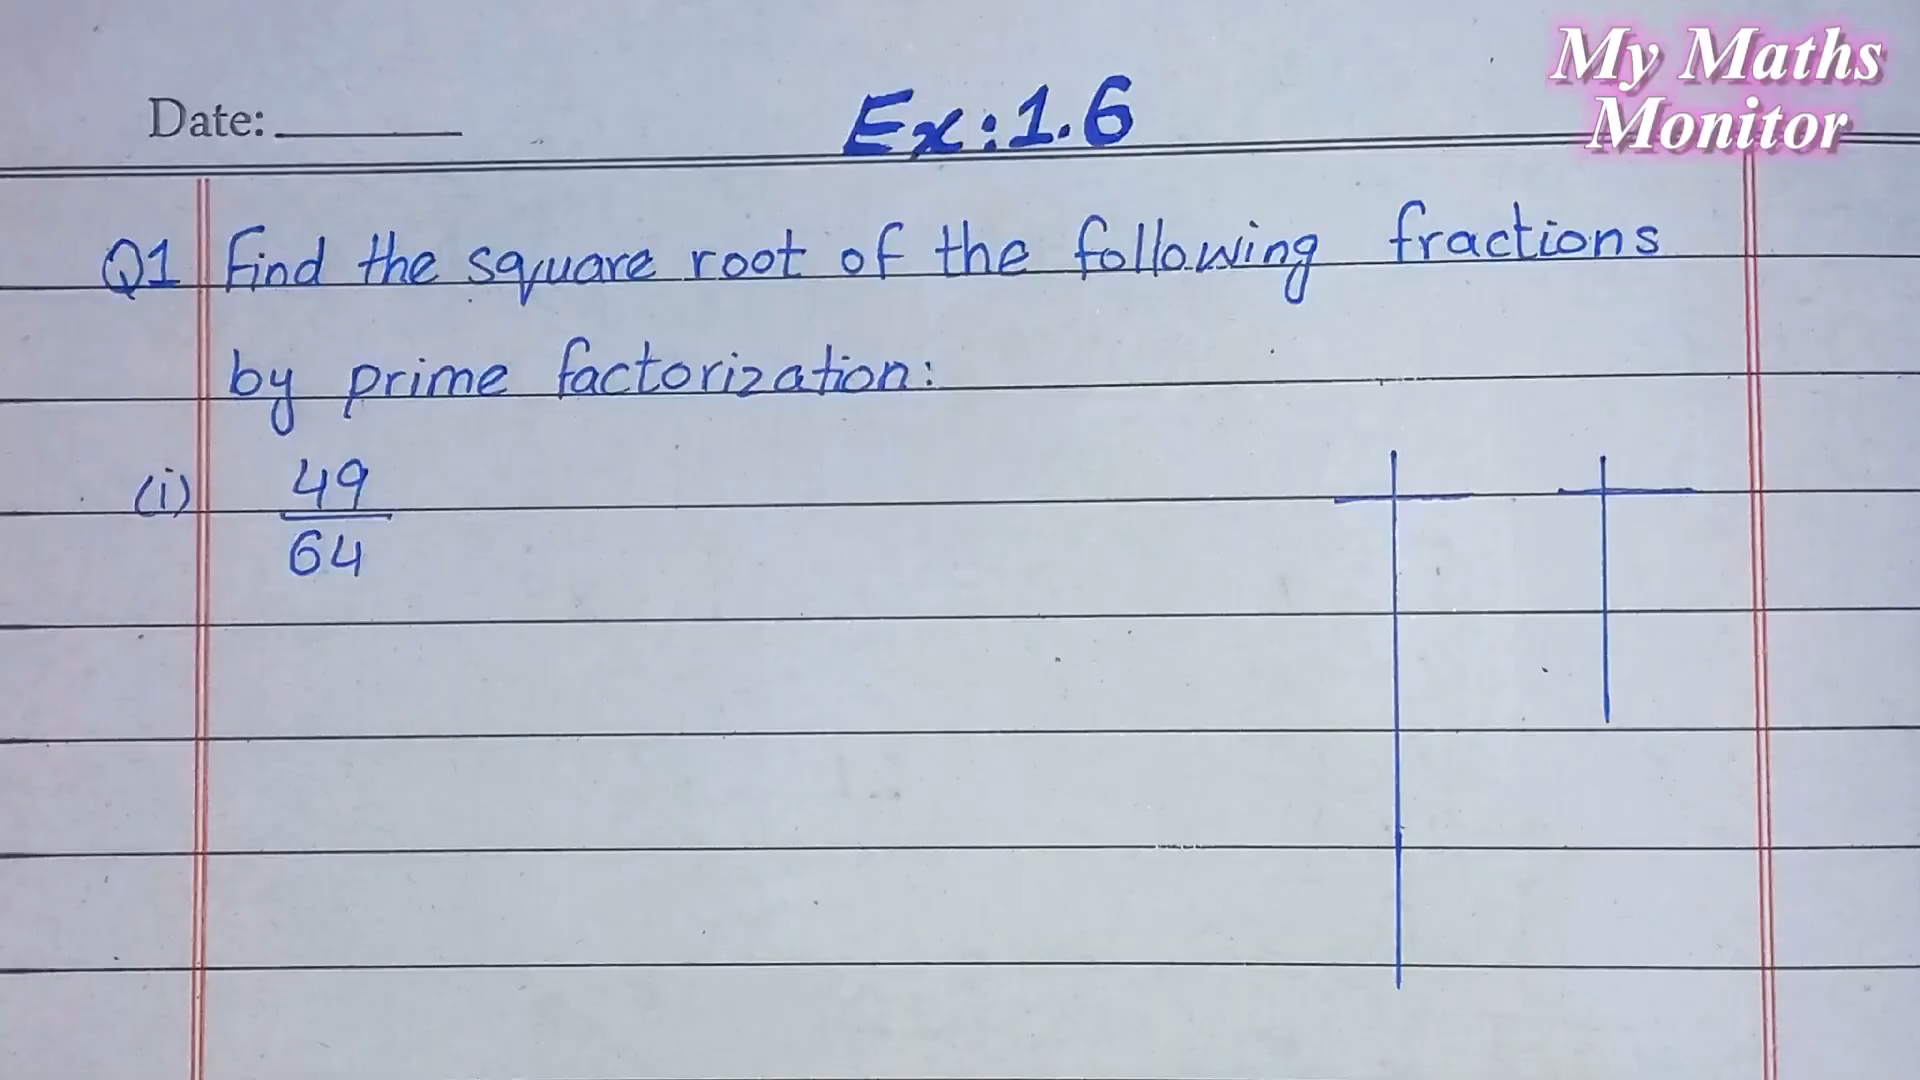 My Maths
Monitor
Date:
Ex:1.6
Q1 Find the square root of the following fractions
by prime factorization:
(i) 49
64